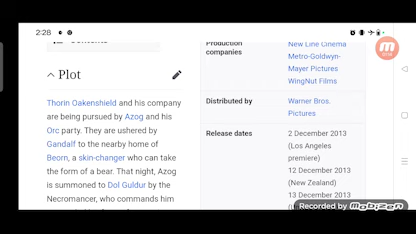 2:28
Plot
Thorin Oakenshield and his company
are being pursued by Azog and his
Orc party. They are ushered by
Gandalf to the nearby home of
Beorn, a skin-changer who can take
the form of a bear. That night, Azog
is summoned to Dol Guldur by the
Necromancer, who commands him
Production
companies
New Line Cinema
Metro-Goldwyn-
Mayer Pictures
WingNut Films
Distributed by
Warner Bros.
Pictures
Release dates
2 December 2013
(Los Angeles
premiere)
12 December 2013
(New Zealand)
13 December 2013
Recorded by Mobizen